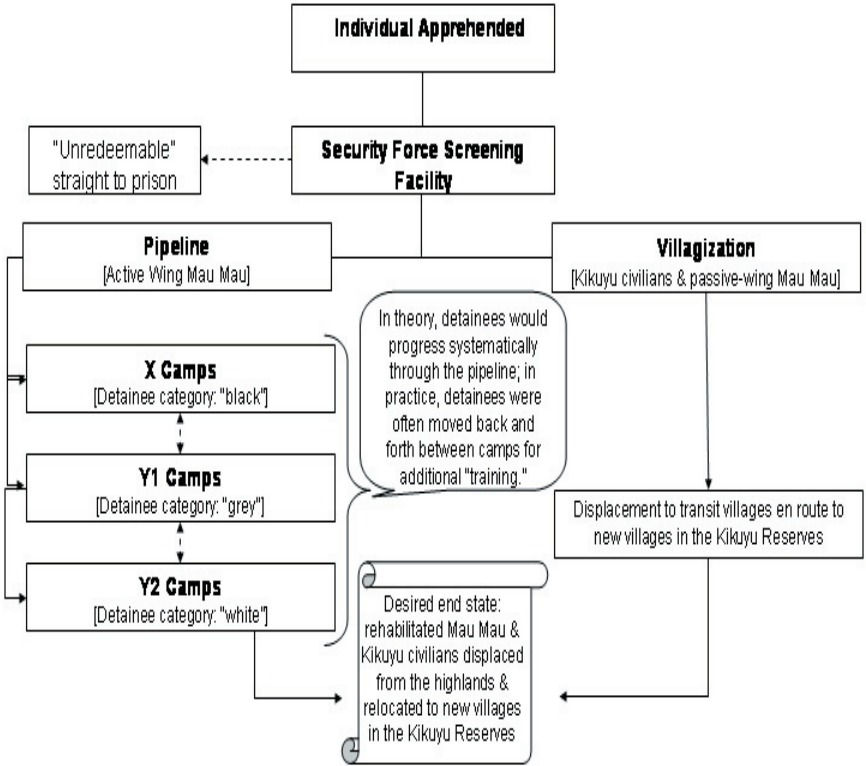 Individual Apprehended
"Unredeemable"
straight to prison
Security Force Screening
Facility
Pipeline
[Active Wing Mau Mau]
Villagization
[Kikuyu civilians & passive-wing Mau Mau]
In theory, detainees would
progress systematically
through the pipeline; in
practice, detainees were
often moved back and
forth between camps for
additional "training."
X Camps
[Detainee category: "black"]
Y1 Camps
[Detainee category: "grey"]
Y2 Camps
[Detainee category: "white"]
Displacement to transit villages en route to
new villages in the Kikuyu Reserves
Desired end state:
rehabilitated Mau Mau &
Kikuyu civilians displaced
from the highlands &
relocated to new villages
in the Kikuyu Reserves